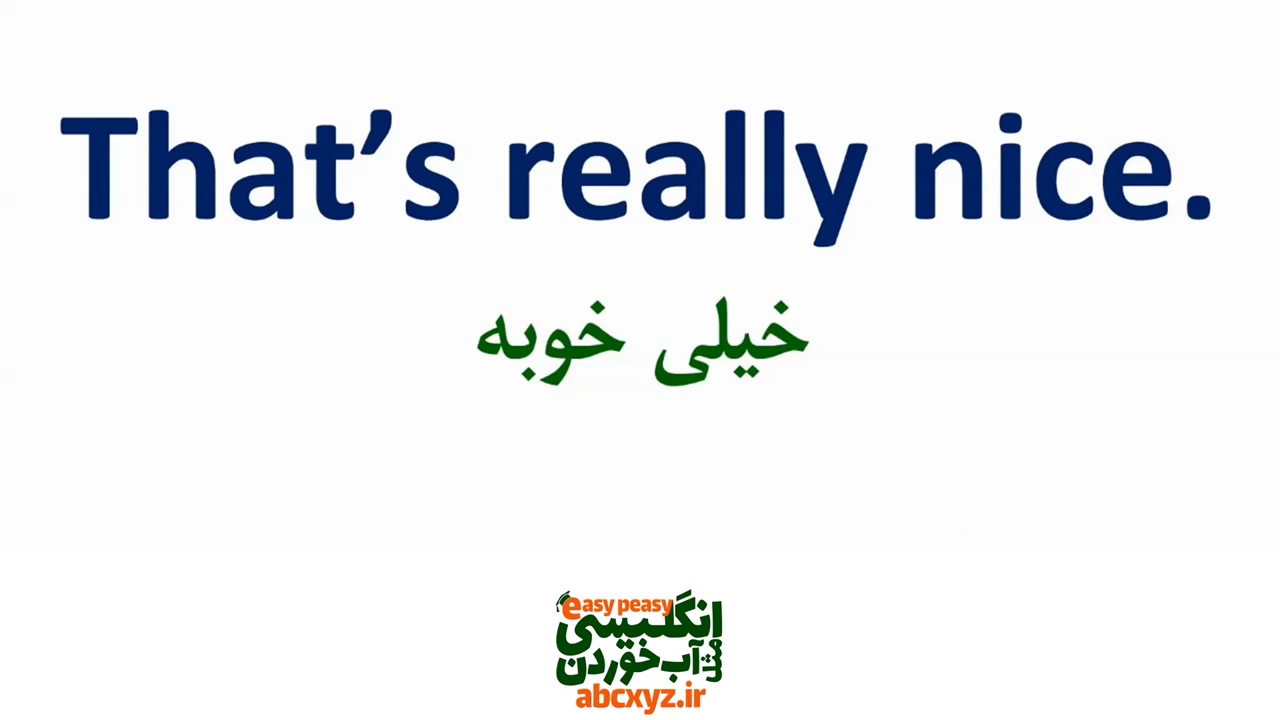 That's really nice.
خیلی خوبه
easy peasy
انگلیسی
مثل آب خوردن
abcxyz.ir